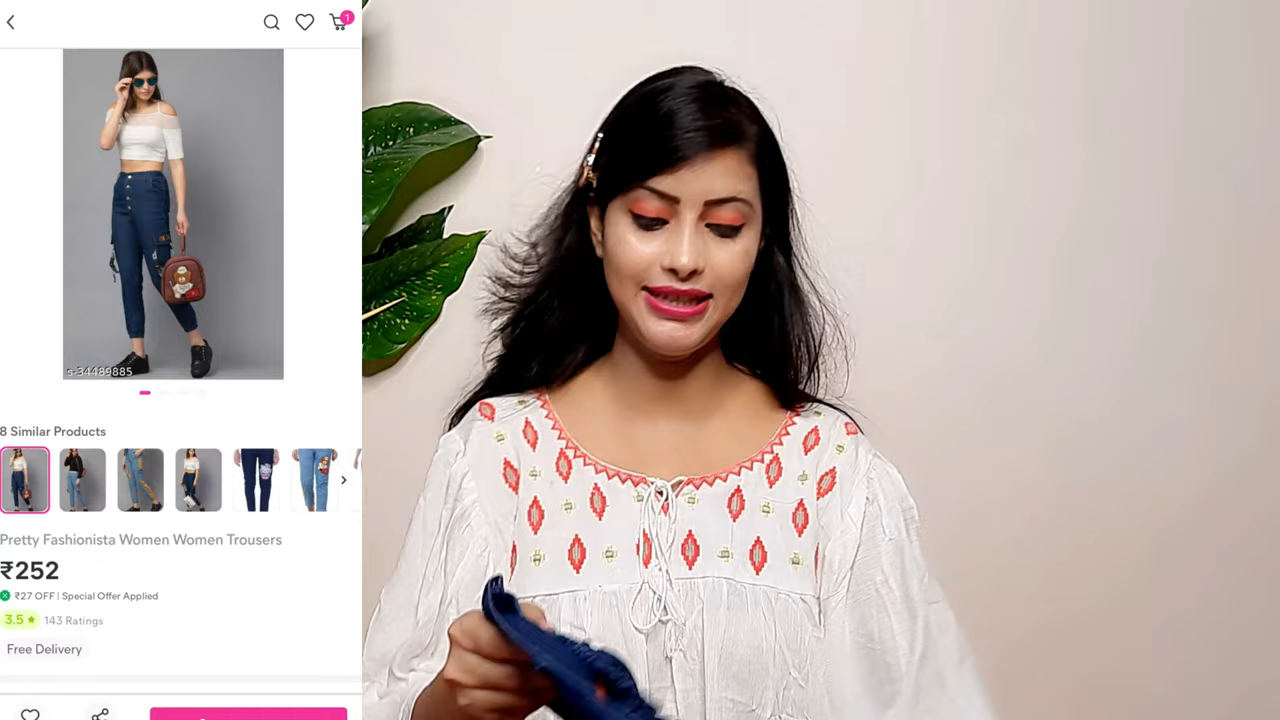 1
s-34489885
8 Similar Products
Pretty Fashionista Women Women Trousers
₹252
₹27 OFF | Special Offer Applied
3.5 ★ 143 Ratings
Free Delivery